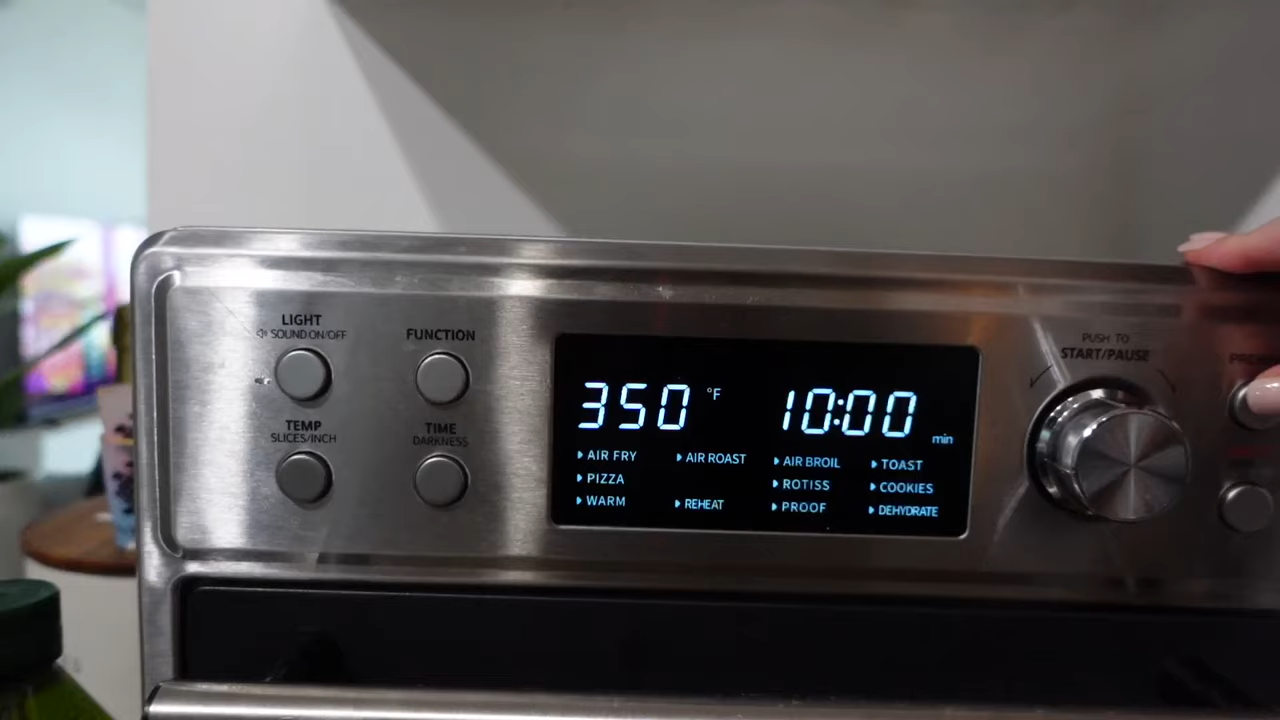 LIGHT
SOUND ON/OFF
FUNCTION
TEMP
SLICES/INCH
TIME
DARKNESS
350 °F 10:00 min
AIR FRY AIR ROAST AIR BROIL TOAST
PIZZA ROTISS COOKIES
WARM REHEAT PROOF DEHYDRATE
PUSH TO
START/PAUSE